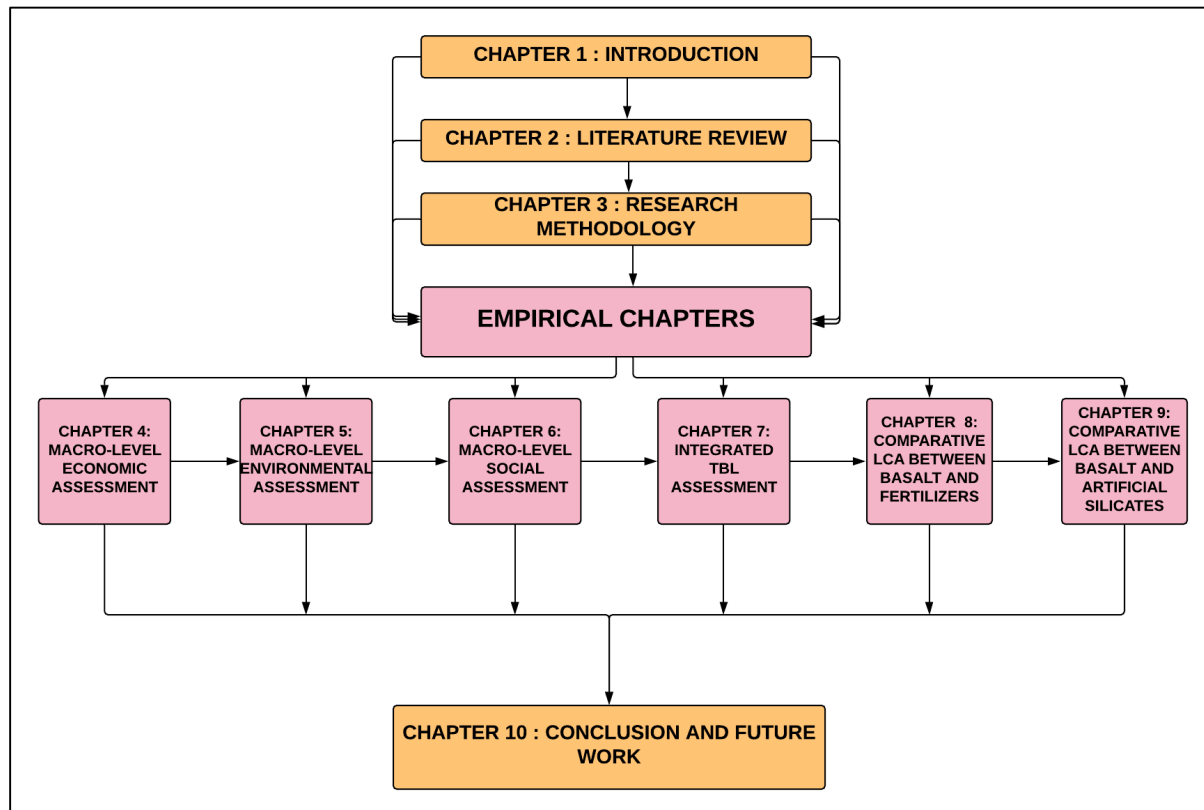 CHAPTER 1 : INTRODUCTION
CHAPTER 2 : LITERATURE REVIEW
CHAPTER 3 : RESEARCH
METHODOLOGY
EMPIRICAL CHAPTERS
CHAPTER 4:
MACRO-LEVEL
ECONOMIC
ASSESSMENT
CHAPTER 5:
MACRO-LEVEL
ENVIRONMENTAL
ASSESSMENT
CHAPTER 6:
MACRO-LEVEL
SOCIAL
ASSESSMENT
CHAPTER 7:
INTEGRATED
TBL
ASSESSMENT
CHAPTER 8:
COMPARATIVE
LCA BETWEEN
BASALT AND
FERTILIZERS
CHAPTER 9:
COMPARATIVE
LCA BETWEEN
BASALT AND
ARTIFICIAL
SILICATES
CHAPTER 10 : CONCLUSION AND FUTURE
WORK